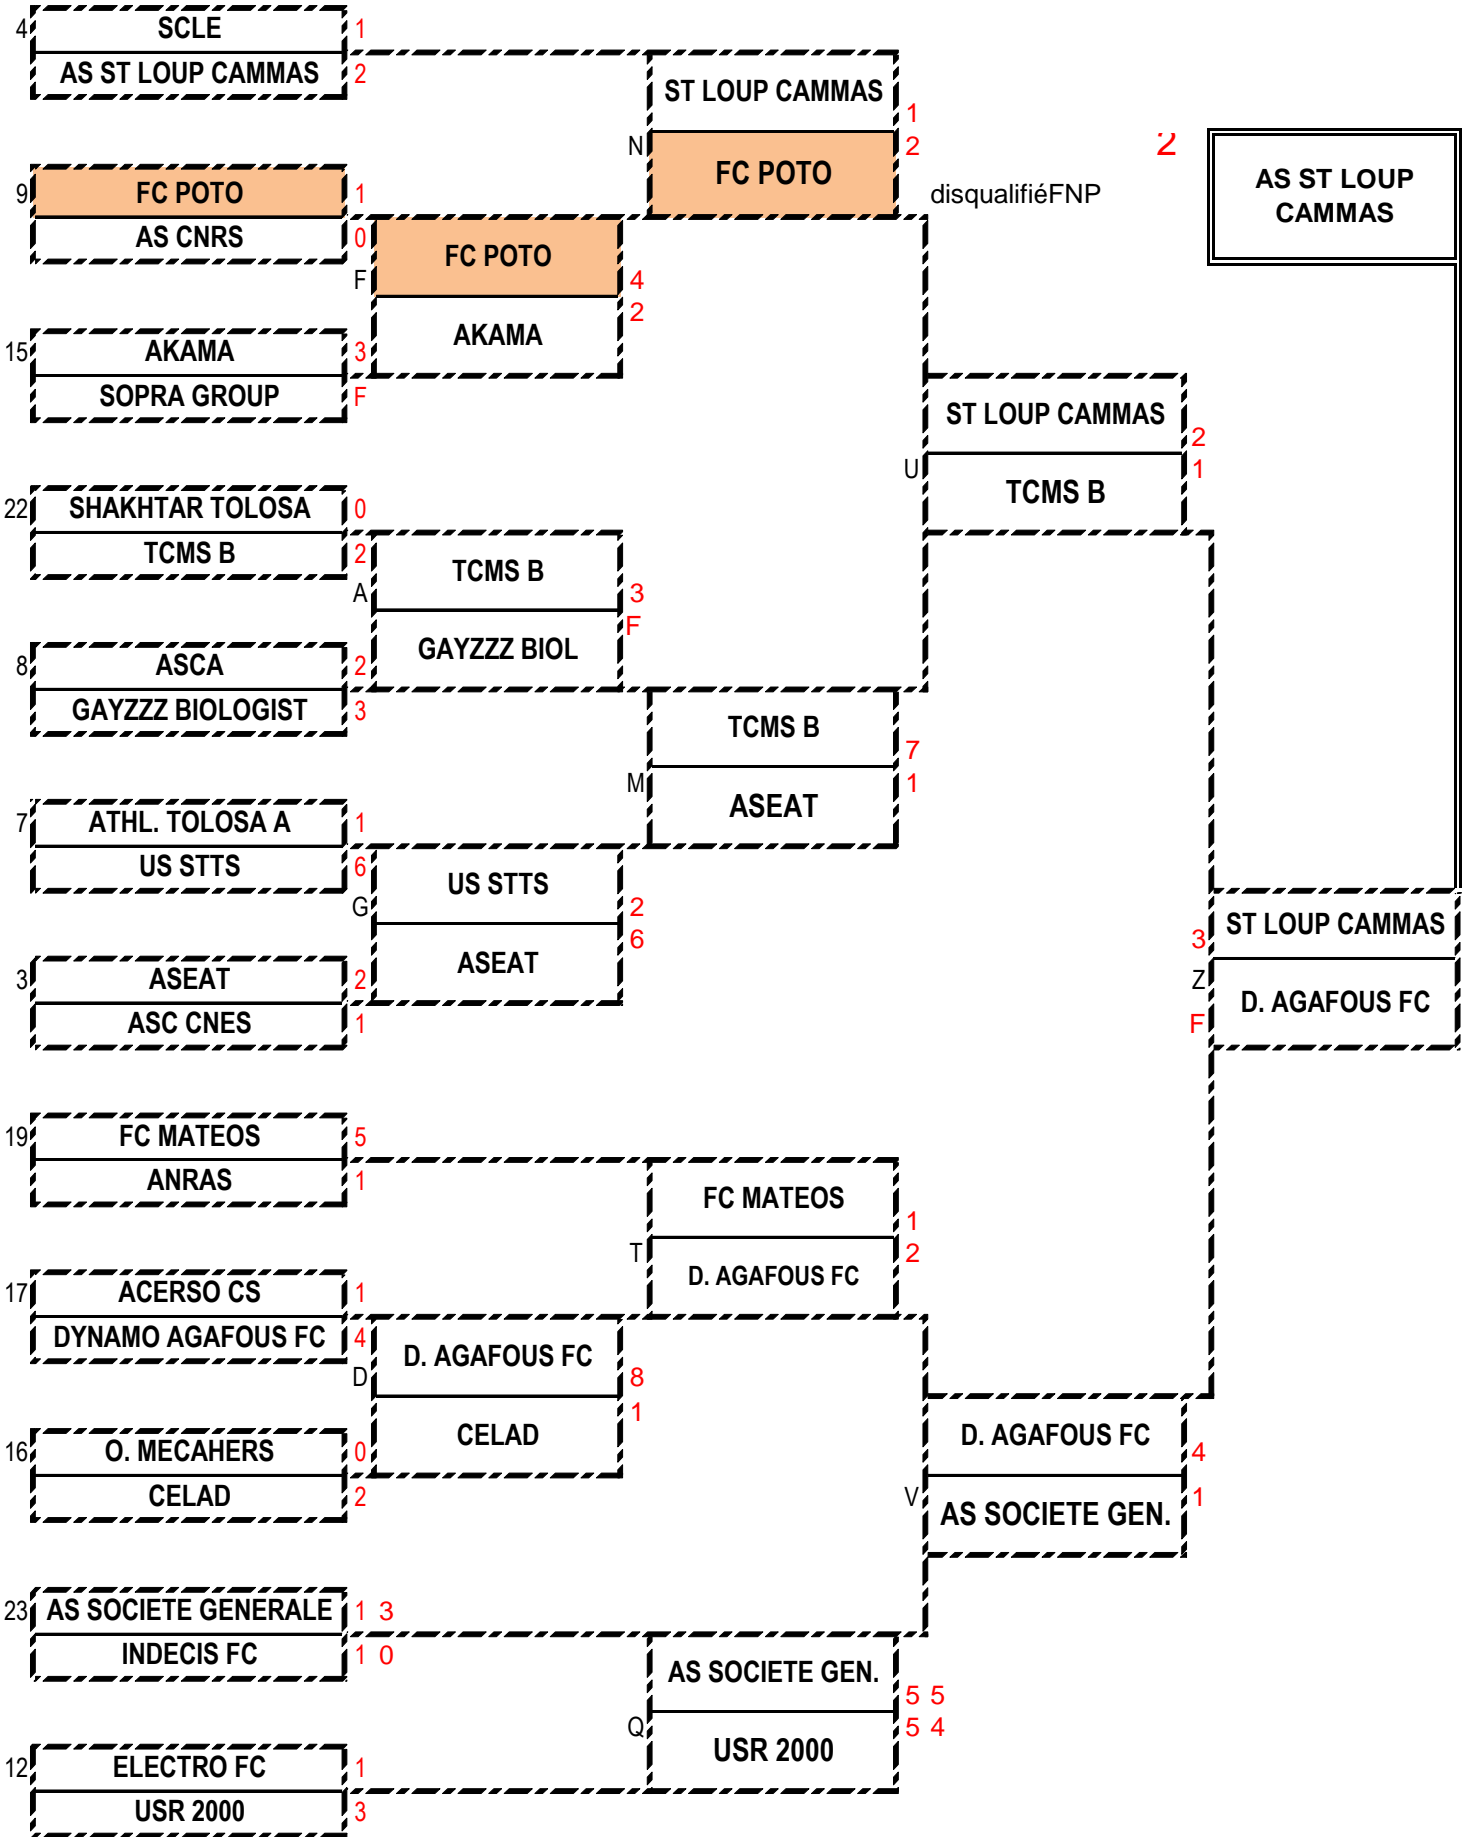 4 SCLE 1
AS ST LOUP CAMMAS 2
ST LOUP CAMMAS 1
N
FC POTO 2
disqualifiéFNP
2
AS ST LOUP
CAMMAS
9 FC POTO 1
AS CNRS 0
F
FC POTO 4
AKAMA 2
15 AKAMA 3
SOPRA GROUP F
ST LOUP CAMMAS 2
U
TCMS B 1
22 SHAKHTAR TOLOSA 0
TCMS B 2
A
TCMS B 3
GAYZZZ BIOL F
8 ASCA 2
GAYZZZ BIOLOGIST 3
TCMS B 7
M
ASEAT 1
7 ATHL. TOLOSA A 1
US STTS 6
G
US STTS 2
ASEAT 6
3 ASEAT 2
ASC CNES 1
3 ST LOUP CAMMAS
Z
F D. AGAFOUS FC
19 FC MATEOS 5
ANRAS 1
FC MATEOS 1
T
D. AGAFOUS FC 2
17 ACERSO CS 1
DYNAMO AGAFOUS FC 4
D
D. AGAFOUS FC 8
CELAD 1
16 O. MECAHERS 0
CELAD 2
D. AGAFOUS FC 4
V
AS SOCIETE GEN. 1
23 AS SOCIETE GENERALE 1 3
INDECIS FC 1 0
AS SOCIETE GEN. 5 5
Q
USR 2000 5 4
12 ELECTRO FC 1
USR 2000 3